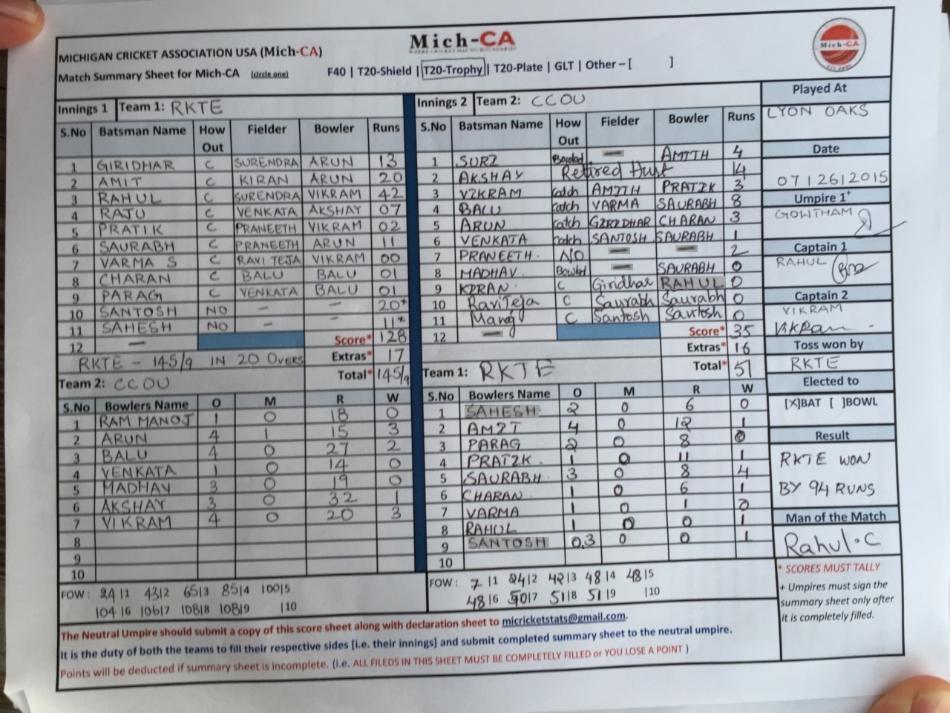 Mich-CA
MICHIGAN CRICKET ASSOCIATION USA (Mich-CA)
Match Summary Sheet for Mich-CA (circle one) F40 | T20-Shield | T20-Trophy | T20-Plate | GLT | Other – [ ]
Mich-CA
Innings 1 Team 1: RKTE
S.No Batsman Name How Out Fielder Bowler Runs
1 GIRIDHAR C SURENDRA ARUN 13
2 AMIT C KIRAN ARUN 20
3 RAHUL C SURENDRA VIKRAM 42
4 RAJU C VENKATA AKSHAY 07
5 PRATIK C PRANEETH VIKRAM 02
6 SAURABH C PRANEETH ARUN 11
7 VARMA S C RAVI TEJA VIKRAM 00
8 CHARAN C BALU BALU 01
9 PARAG C VENKATA BALU 01
10 SANTOSH NO – – 20*
11 SAHESH NO – – 11*
12 – Score* 128
RKTE – 145/9 IN 20 OVERS Extras* 17
Total* 145/9
Team 2: CCOU
S.No Bowlers Name O M R W
1 RAM MANOJ 1 0 18 0
2 ARUN 4 1 15 3
3 BALU 4 0 27 2
4 VENKATA 1 0 14 0
5 MADHAV 3 0 19 0
6 AKSHAY 3 0 32 1
7 VIKRAM 4 0 20 3
8
9
10
FOW: 24|1 43|2 65|3 85|4 100|5
104|6 106|7 108|8 108|9 |10
Innings 2 Team 2: CCOU
S.No Batsman Name How Out Fielder Bowler Runs
1 SURI Bowled – AMITH 4
2 AKSHAY Retired Hurt 14
3 VIKRAM catch AMITH PRATIK 3
4 BALU catch VARMA SAURABH 8
5 ARUN catch GIRIDHAR CHARAN 3
6 VENKATA catch SANTOSH SAURABH 1
7 PRANEETH NO – – 2
8 MADHAV Bowled – SAURABH 0
9 KIRAN C Giridhar RAHUL 0
10 Raviteja C Saurabh Saurabh 0
11 Manoj C Santosh Santosh 0
12 – Score* 35
Extras* 16
Total* 51
Team 1: RKTE
S.No Bowlers Name O M R W
1 SAHESH 2 0 6 0
2 AMIT 4 0 12 1
3 PARAG 2 0 8 0
4 PRATIK 1 0 11 1
5 SAURABH 3 0 8 4
6 CHARAN 1 0 6 1
7 VARMA 1 0 1 0
8 RAHUL 1 0 0 1
9 SANTOSH 0.3 0 0 1
10
FOW: 7|1 24|2 42|3 48|4 48|5
48|6 50|7 51|8 51|9 |10
Played At
LYON OAKS
Date
07/26/2015
Umpire 1+
GOWTHAM
Captain 1
RAHUL
Captain 2
VIKRAM
Toss won by
RKTE
Elected to
[X]BAT [ ]BOWL
Result
RKTE WON
BY 94 RUNS
Man of the Match
Rahul.C
* SCORES MUST TALLY
+ Umpires must sign the
summary sheet only after
it is completely filled.
The Neutral Umpire should submit a copy of this score sheet along with declaration sheet to micricketstats@gmail.com.
It is the duty of both the teams to fill their respective sides [i.e. their innings] and submit completed summary sheet to the neutral umpire.
Points will be deducted if summary sheet is incomplete. (i.e. ALL FILEDS IN THIS SHEET MUST BE COMPLETELY FILLED or YOU LOSE A POINT )